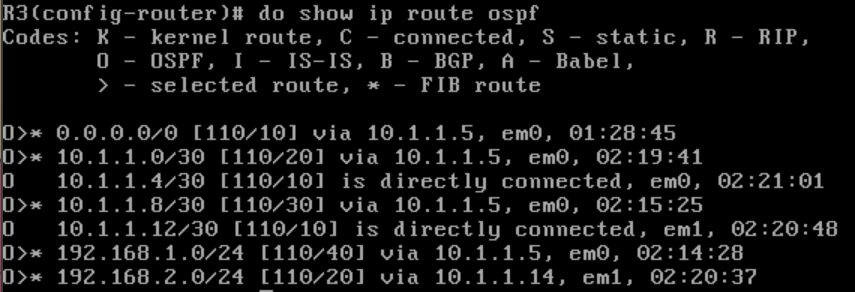 R3(config-router)# do show ip route ospf
Codes: K - kernel route, C - connected, S - static, R - RIP,
O - OSPF, I - IS-IS, B - BGP, A - Babel,
> - selected route, * - FIB route
O>* 0.0.0.0/0 [110/10] via 10.1.1.5, em0, 01:28:45
O>* 10.1.1.0/30 [110/20] via 10.1.1.5, em0, 02:19:41
O   10.1.1.4/30 [110/10] is directly connected, em0, 02:21:01
O>* 10.1.1.8/30 [110/30] via 10.1.1.5, em0, 02:15:25
O   10.1.1.12/30 [110/10] is directly connected, em1, 02:20:48
O>* 192.168.1.0/24 [110/40] via 10.1.1.5, em0, 02:14:28
O>* 192.168.2.0/24 [110/20] via 10.1.1.14, em1, 02:20:37